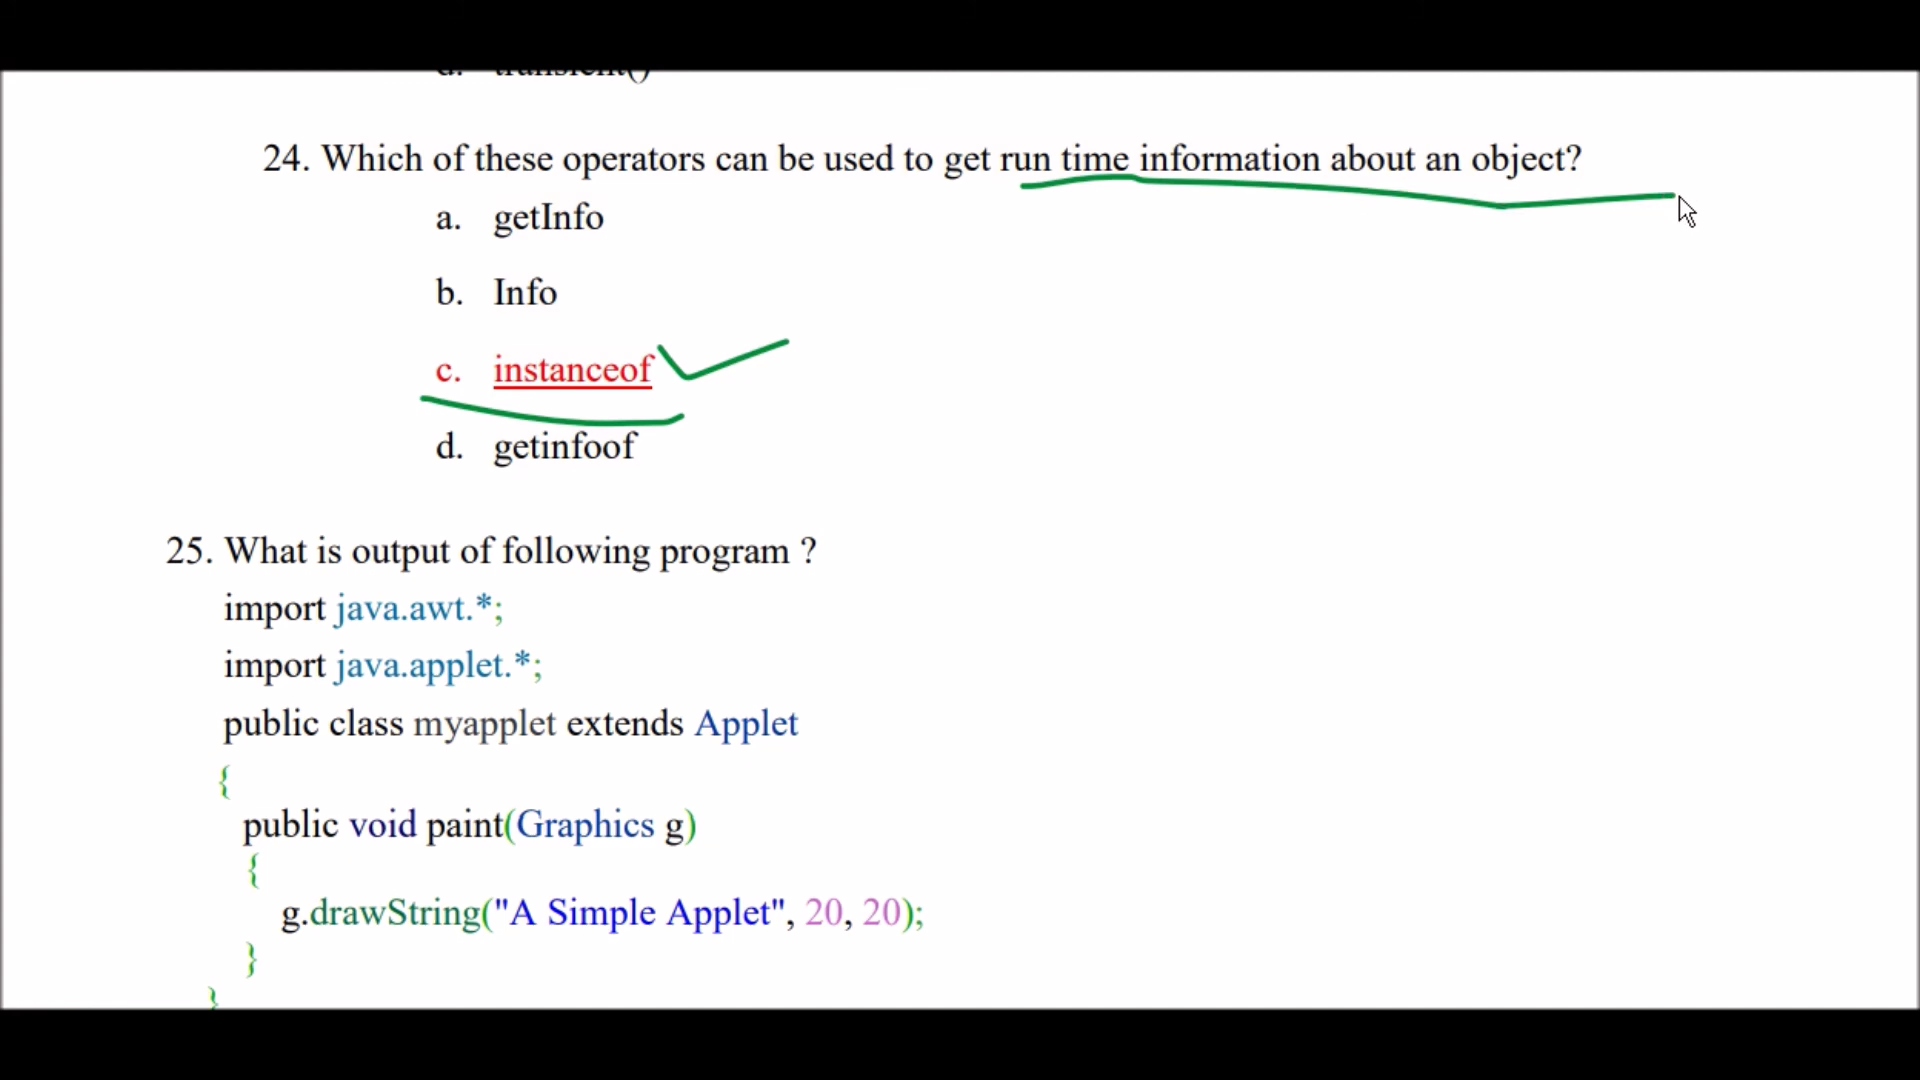 d. transient()
24. Which of these operators can be used to get run time information about an object?
a. getInfo
b. Info
c. instanceof
d. getinfoof
25. What is output of following program ?
import java.awt.*;
import java.applet.*;
public class myapplet extends Applet
{
public void paint(Graphics g)
{
g.drawString("A Simple Applet", 20, 20);
}
}